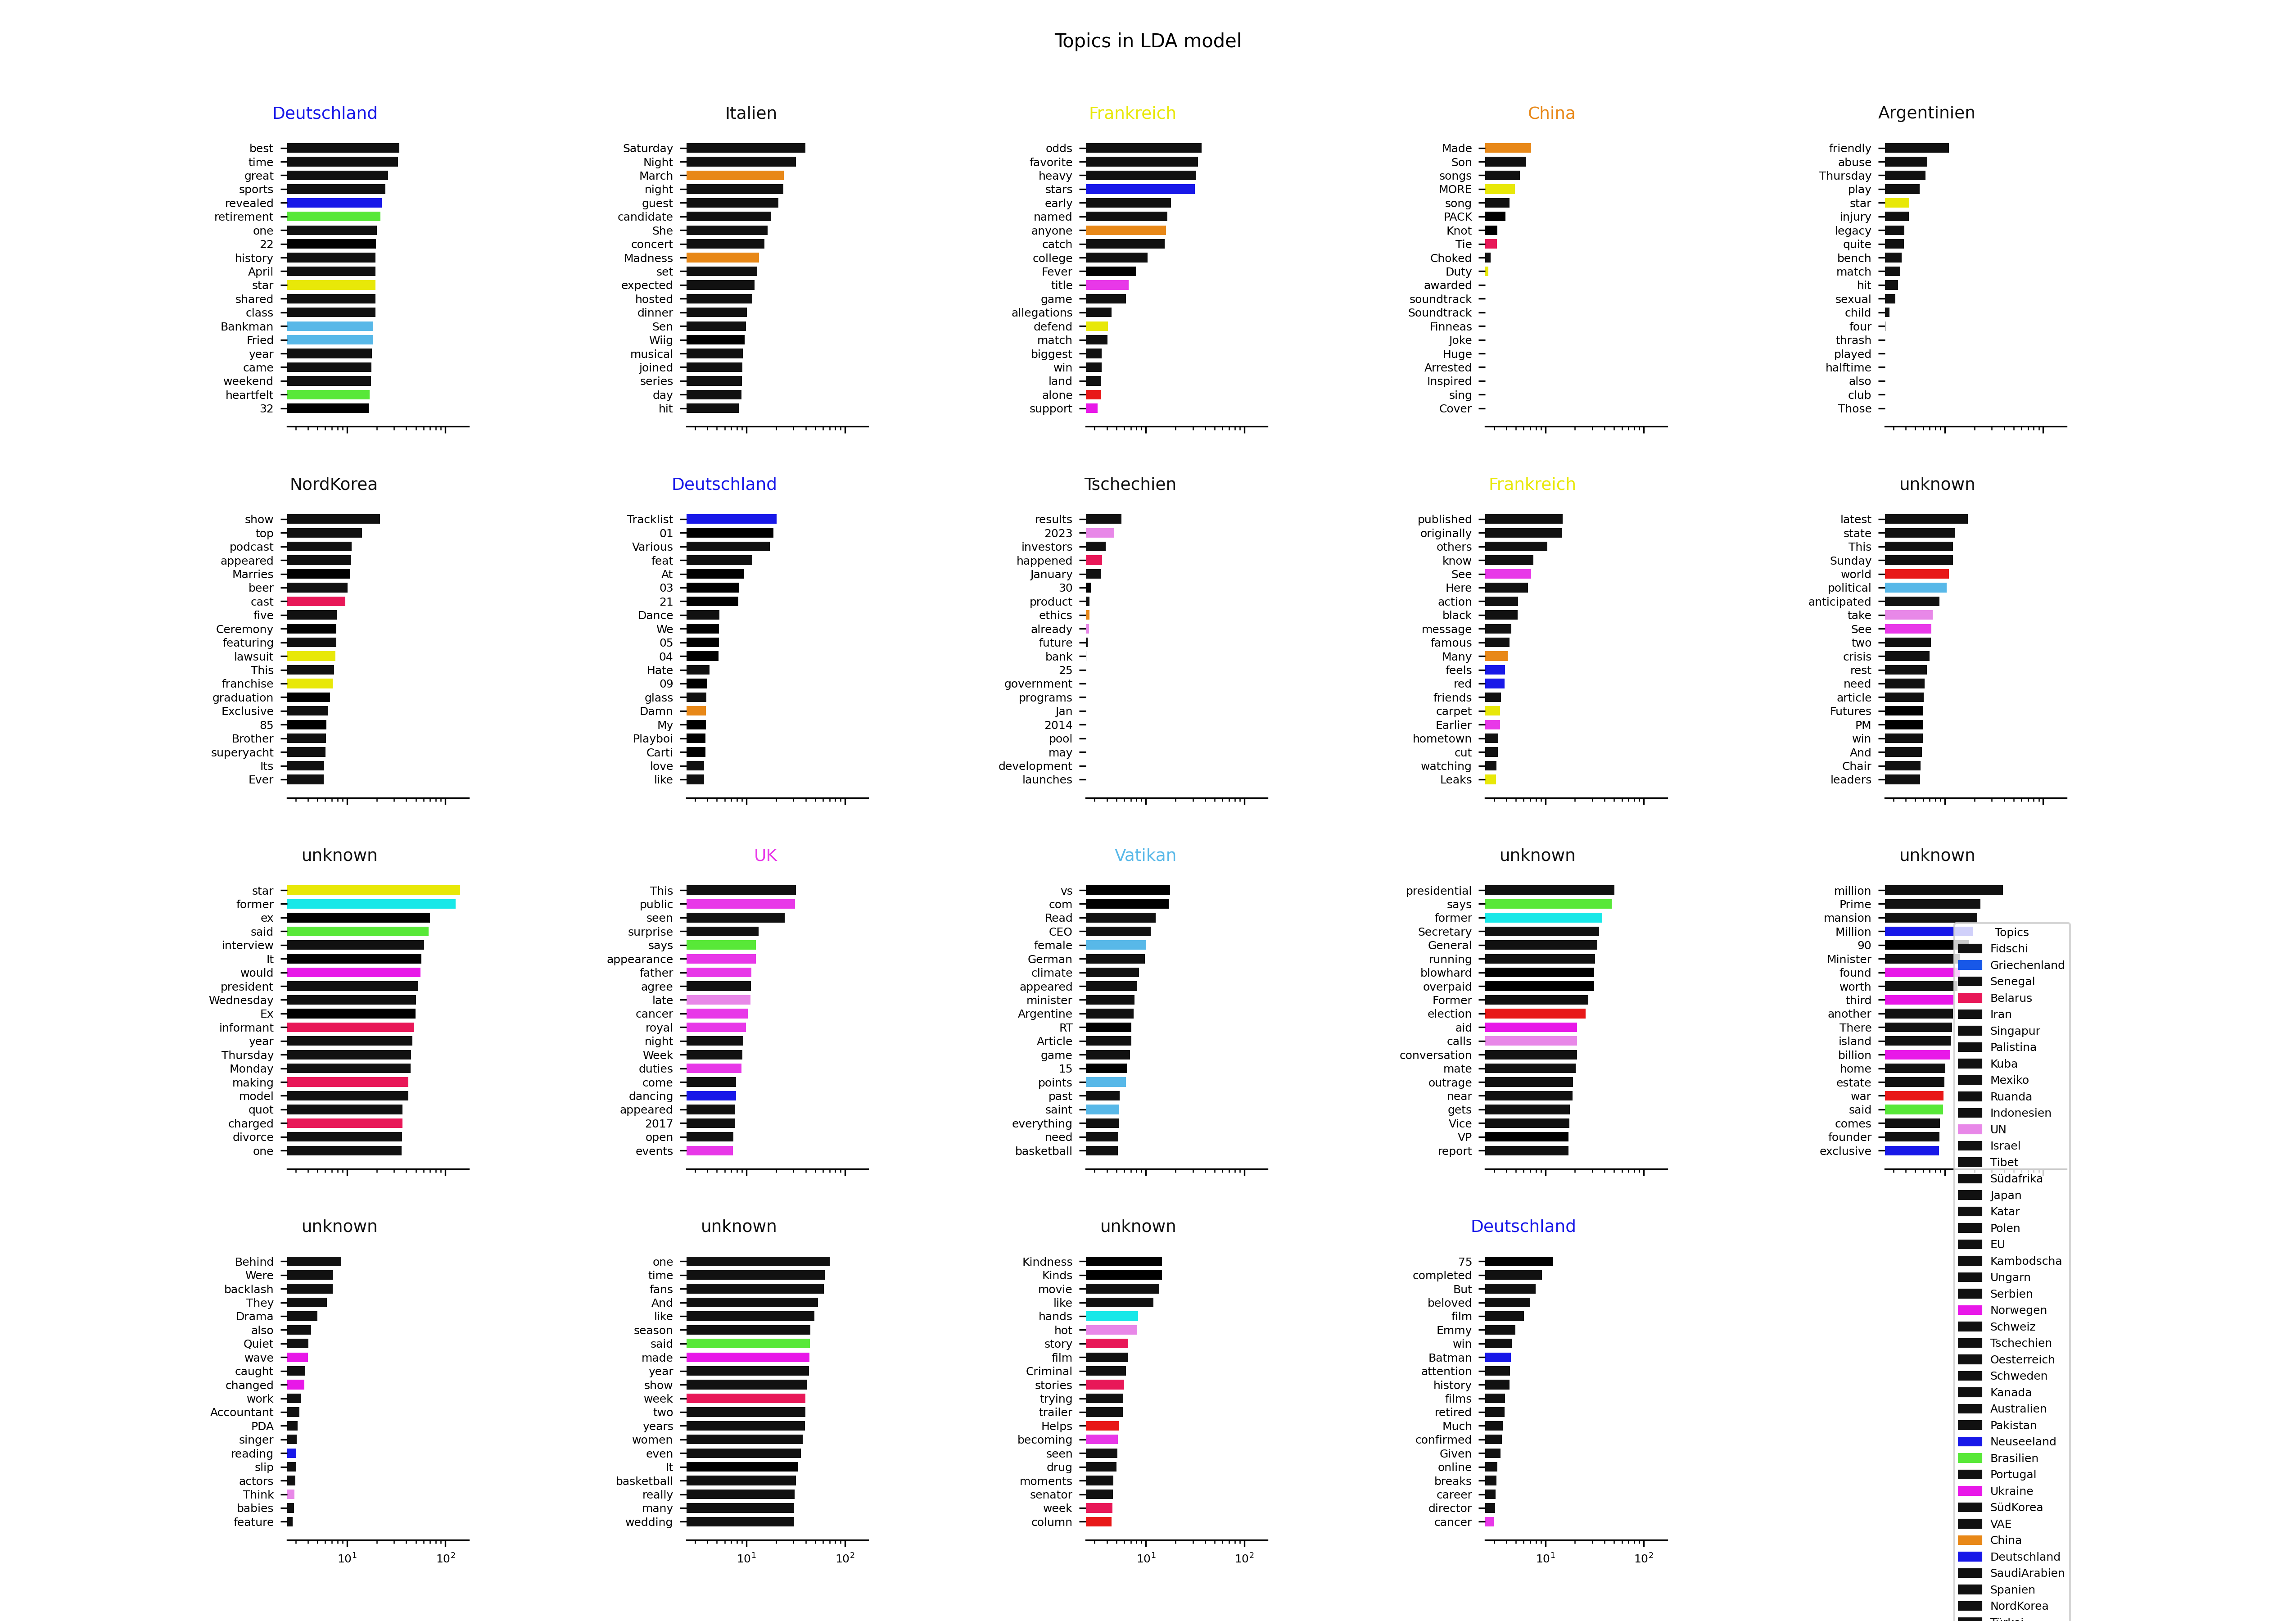 Topics in LDA model
Deutschland
best
time
great
sports
revealed
retirement
one
22
history
April
star
shared
class
Bankman
Fried
year
came
weekend
heartfelt
32
Italien
Saturday
Night
March
night
guest
candidate
She
concert
Madness
set
expected
hosted
dinner
Sen
Wiig
musical
joined
series
day
hit
Frankreich
odds
favorite
heavy
stars
early
named
anyone
catch
college
Fever
title
game
allegations
defend
match
biggest
win
land
alone
support
China
Made
Son
songs
MORE
song
PACK
Knot
Tie
Choked
Duty
awarded
soundtrack
Soundtrack
Finneas
Joke
Huge
Arrested
Inspired
sing
Cover
Argentinien
friendly
abuse
Thursday
play
star
injury
legacy
quite
bench
match
hit
sexual
child
four
thrash
played
halftime
also
club
Those
NordKorea
show
top
podcast
appeared
Marries
beer
cast
five
Ceremony
featuring
lawsuit
This
franchise
graduation
Exclusive
85
Brother
superyacht
Its
Ever
Deutschland
Tracklist
01
Various
feat
At
03
21
Dance
We
05
04
Hate
09
glass
Damn
My
Playboi
Carti
love
like
Tschechien
results
2023
investors
happened
January
30
product
ethics
already
future
bank
25
government
programs
Jan
2014
pool
may
development
launches
Frankreich
published
originally
others
know
See
Here
action
black
message
famous
Many
feels
red
friends
carpet
Earlier
hometown
cut
watching
Leaks
unknown
latest
state
This
Sunday
world
political
anticipated
take
See
two
crisis
rest
need
article
Futures
PM
win
And
Chair
leaders
unknown
star
former
ex
said
interview
It
would
president
Wednesday
Ex
informant
year
Thursday
Monday
making
model
quot
charged
divorce
one
UK
This
public
seen
surprise
says
appearance
father
agree
late
cancer
royal
night
Week
duties
come
dancing
appeared
2017
open
events
Vatikan
vs
com
Read
CEO
female
German
climate
appeared
minister
Argentine
RT
Article
game
15
points
past
saint
everything
need
basketball
unknown
presidential
says
former
Secretary
General
running
blowhard
overpaid
Former
election
aid
calls
conversation
mate
outrage
near
gets
Vice
VP
report
unknown
million
Prime
mansion
Million
90
Minister
found
worth
third
another
There
island
billion
home
estate
war
said
comes
founder
exclusive
unknown
Behind
Were
backlash
They
Drama
also
Quiet
wave
caught
changed
work
Accountant
PDA
singer
reading
slip
actors
Think
babies
feature
10¹ 10²
unknown
one
time
fans
And
like
season
said
made
year
show
week
two
years
women
even
It
basketball
really
many
wedding
10¹ 10²
unknown
Kindness
Kinds
movie
like
hands
hot
story
film
Criminal
stories
trying
trailer
Helps
becoming
seen
drug
moments
senator
week
column
10¹ 10²
Deutschland
75
completed
But
beloved
film
Emmy
win
Batman
attention
history
films
retired
Much
confirmed
Given
online
breaks
career
director
cancer
10¹ 10²
Topics
Fidschi
Griechenland
Senegal
Belarus
Iran
Singapur
Palistina
Kuba
Mexiko
Ruanda
Indonesien
UN
Israel
Tibet
Südafrika
Japan
Katar
Polen
EU
Kambodscha
Ungarn
Serbien
Norwegen
Schweiz
Tschechien
Oesterreich
Schweden
Kanada
Australien
Pakistan
Neuseeland
Brasilien
Portugal
Ukraine
SüdKorea
VAE
China
Deutschland
SaudiArabien
Spanien
NordKorea